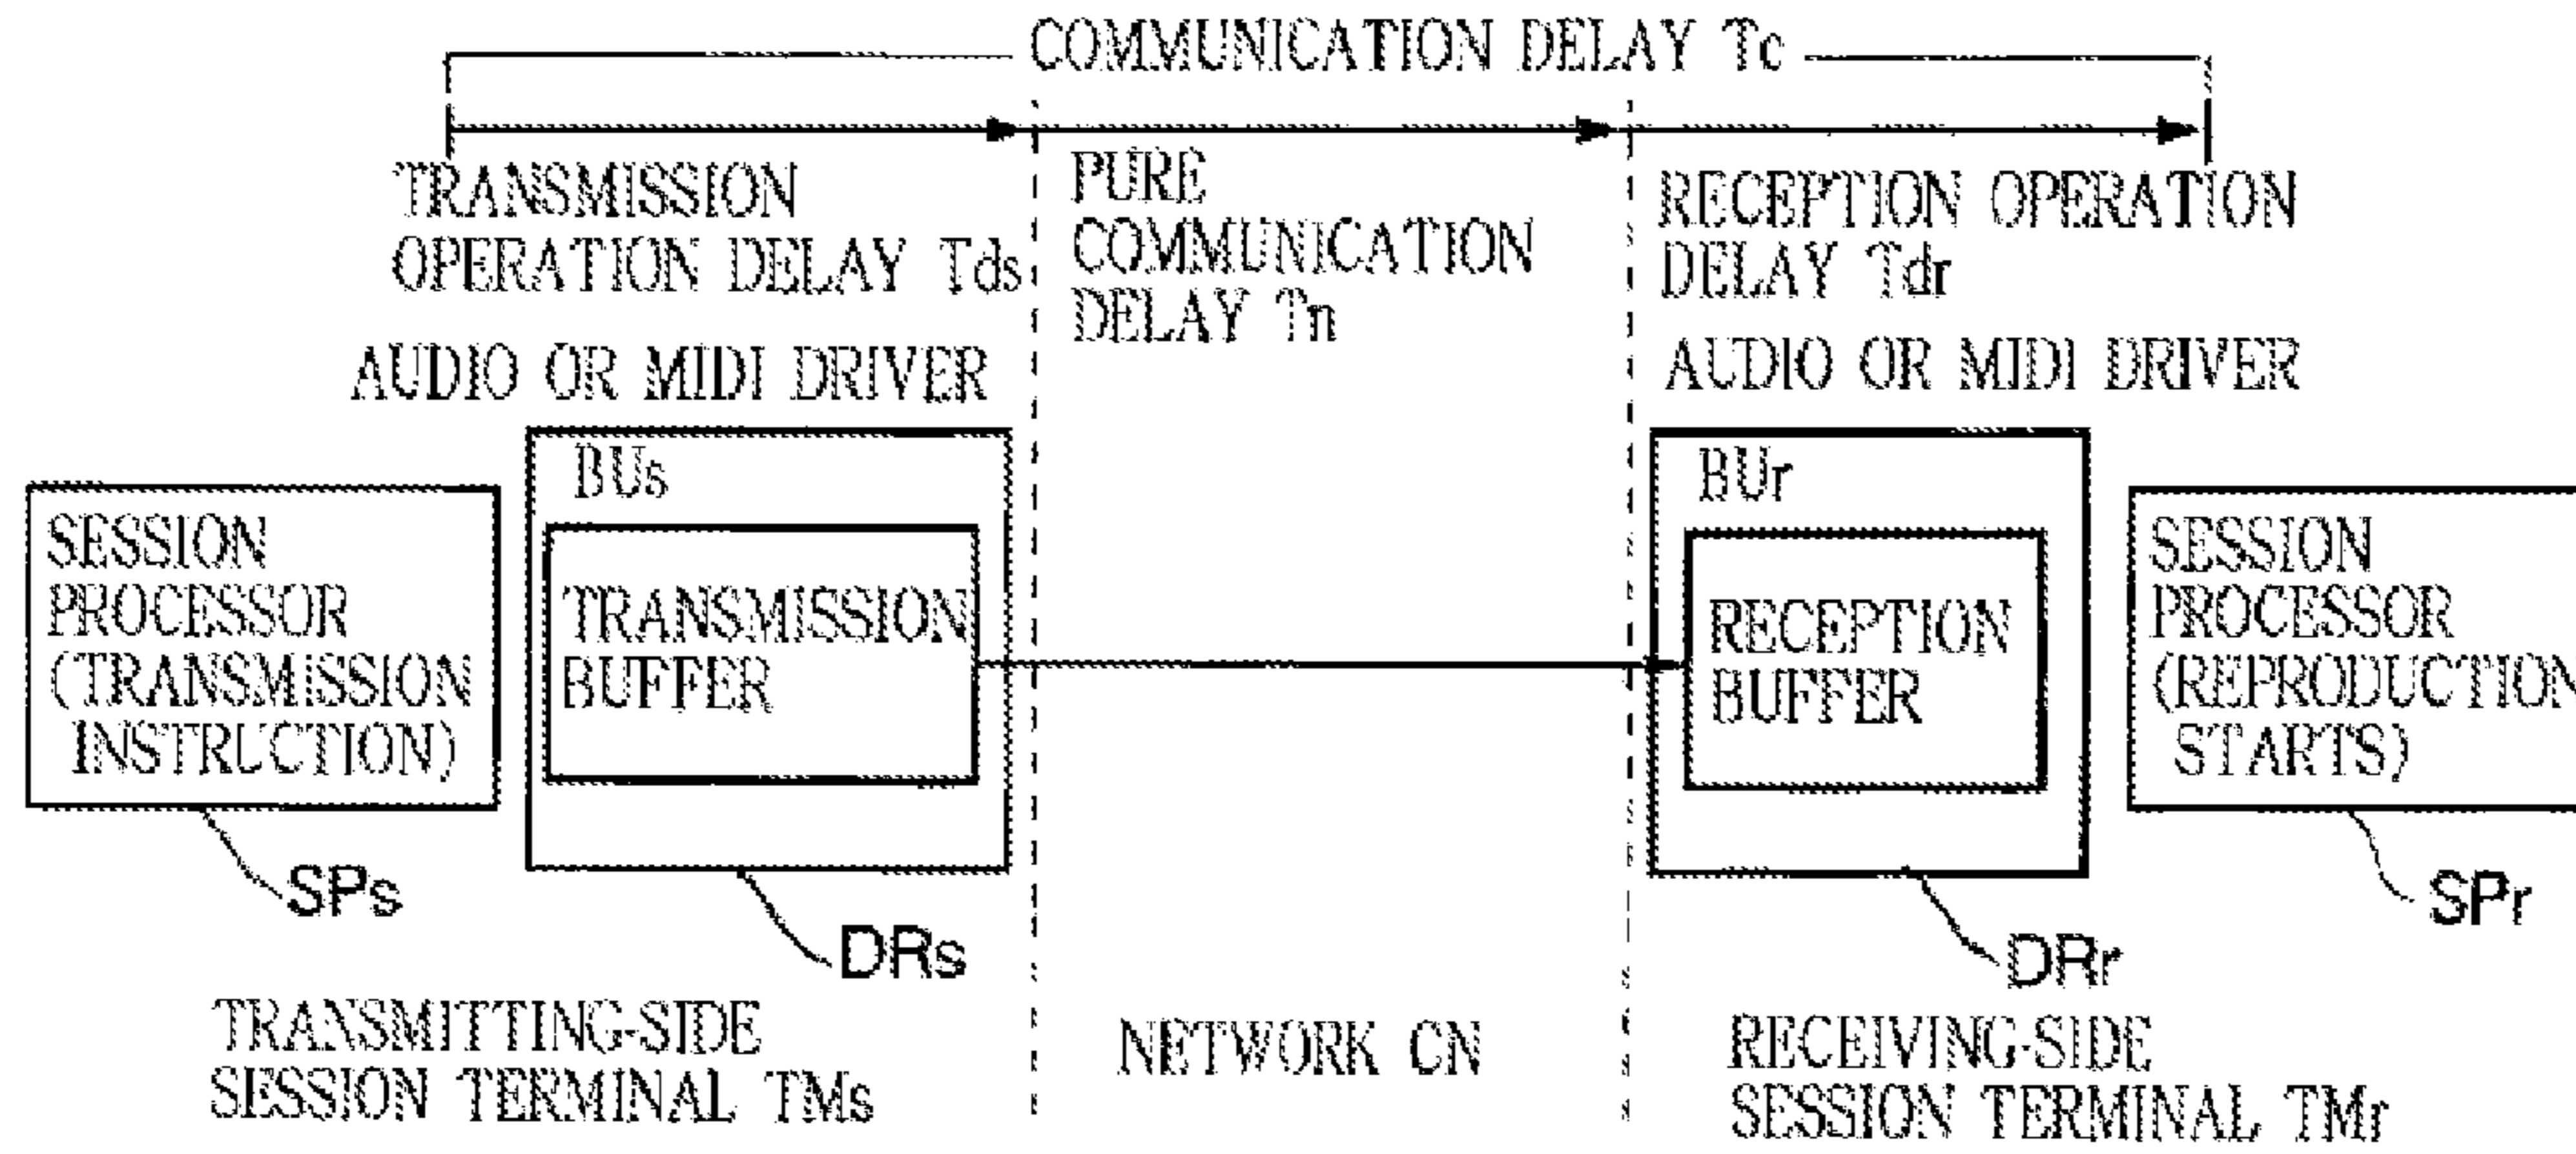 COMMUNICATION DELAY Tc
TRANSMISSION
OPERATION DELAY Tds
PURE
COMMUNICATION
DELAY Tn
RECEPTION OPERATION
DELAY Tdr
AUDIO OR MIDI DRIVER
AUDIO OR MIDI DRIVER
SESSION
PROCESSOR
(TRANSMISSION
INSTRUCTION)
BUs
TRANSMISSION
BUFFER
BUr
RECEPTION
BUFFER
SESSION
PROCESSOR
(REPRODUCTION
STARTS)
SPs
DRs
DRr
SPr
TRANSMITTING-SIDE
SESSION TERMINAL TMs
NETWORK CN
RECEIVING-SIDE
SESSION TERMINAL TMr